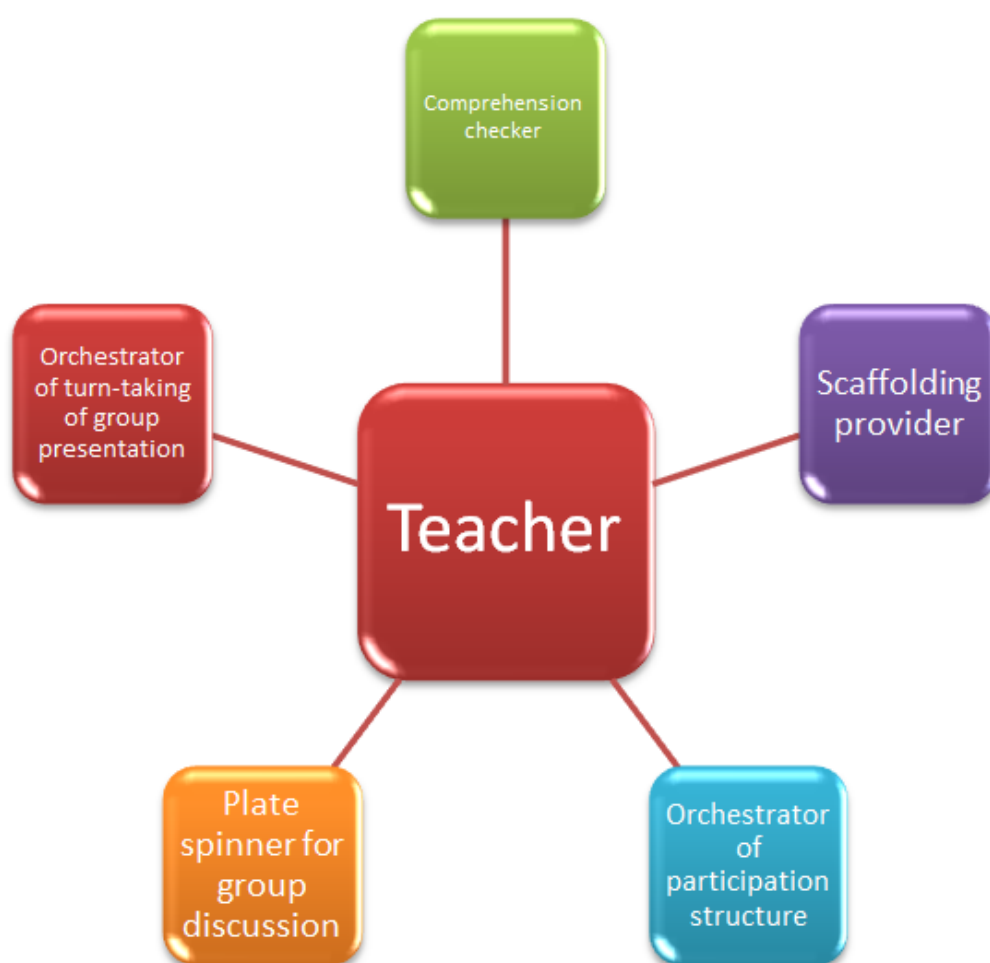 Comprehension
checker
Orchestrator
of turn-taking
of group
presentation
Scaffolding
provider
Teacher
Plate
spinner for
group
discussion
Orchestrator
of
participation
structure